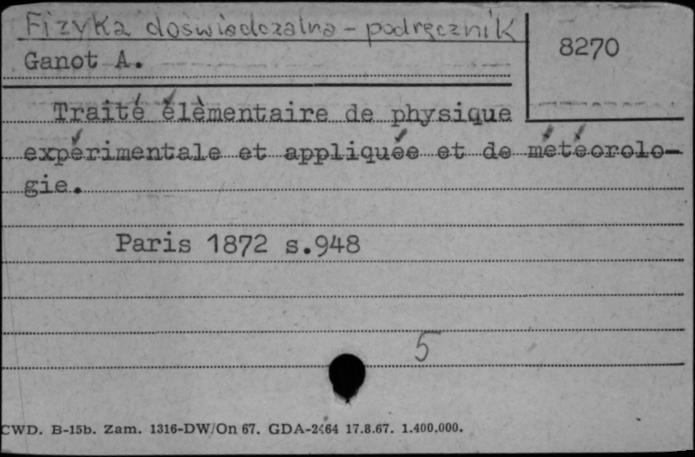 Fizyka doświadczalna - podręcznik
8270
Ganot A.
Traité élèmentaire de physique
expérimentale et appliquée et de météorolo-
gie.
Paris 1872 s.948
5
CWD. B-15b. Zam. 1316-DW/On 67. GDA-2464 17.8.67. 1.400.000.